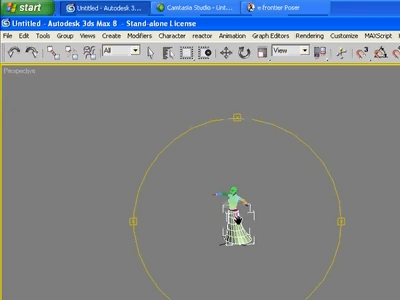 start
Untitled - Autodesk 3...
Camtasia Studio - Unt...
e frontier Poser
Untitled - Autodesk 3ds Max 8 - Stand-alone License
File Edit Tools Group Views Create Modifiers Character reactor Animation Graph Editors Rendering Customize MAXScript
All
Perspective